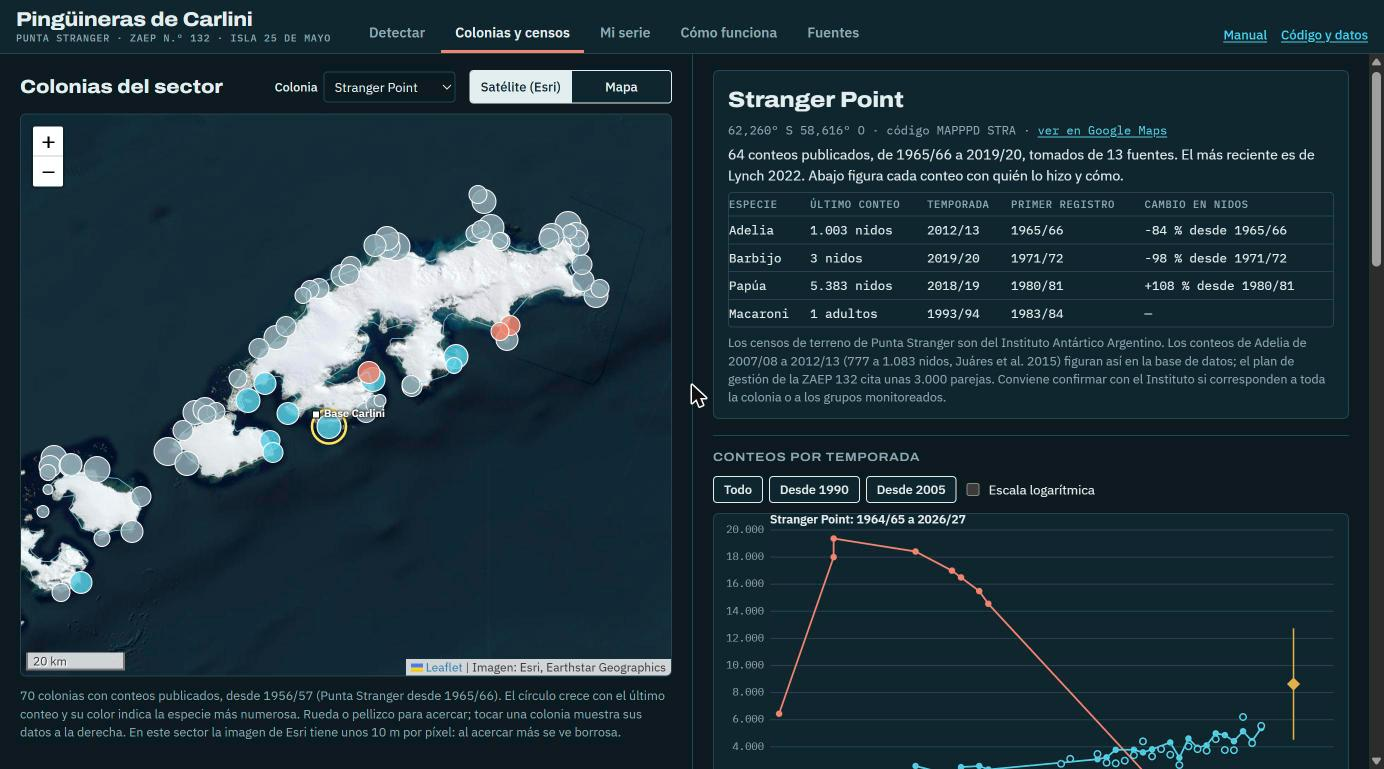 Pingüineras de Carlini
PUNTA STRANGER · ZAEP N.º 132 · ISLA 25 DE MAYO
Detectar
Colonias y censos
Mi serie
Cómo funciona
Fuentes
Manual
Código y datos
Colonias del sector
Colonia
Stranger Point
Satélite (Esri)
Mapa
+
−
Base Carlini
20 km
Leaflet | Imagen: Esri, Earthstar Geographics
70 colonias con conteos publicados, desde 1956/57 (Punta Stranger desde 1965/66). El círculo crece con el último
conteo y su color indica la especie más numerosa. Rueda o pellizco para acercar; tocar una colonia muestra sus
datos a la derecha. En este sector la imagen de Esri tiene unos 10 m por píxel: al acercar más se ve borrosa.
Stranger Point
62,260° S 58,616° O · código MAPPPD STRA · ver en Google Maps
64 conteos publicados, de 1965/66 a 2019/20, tomados de 13 fuentes. El más reciente es de
Lynch 2022. Abajo figura cada conteo con quién lo hizo y cómo.
ESPECIE ÚLTIMO CONTEO TEMPORADA PRIMER REGISTRO CAMBIO EN NIDOS
Adelia 1.003 nidos 2012/13 1965/66 -84 % desde 1965/66
Barbijo 3 nidos 2019/20 1971/72 -98 % desde 1971/72
Papúa 5.383 nidos 2018/19 1980/81 +108 % desde 1980/81
Macaroni 1 adultos 1993/94 1983/84 —
Los censos de terreno de Punta Stranger son del Instituto Antártico Argentino. Los conteos de Adelia de
2007/08 a 2012/13 (777 a 1.083 nidos, Juáres et al. 2015) figuran así en la base de datos; el plan de
gestión de la ZAEP 132 cita unas 3.000 parejas. Conviene confirmar con el Instituto si corresponden a toda
la colonia o a los grupos monitoreados.
CONTEOS POR TEMPORADA
Todo
Desde 1990
Desde 2005
Escala logarítmica
Stranger Point: 1964/65 a 2026/27
20.000
18.000
16.000
14.000
12.000
10.000
8.000
6.000
4.000